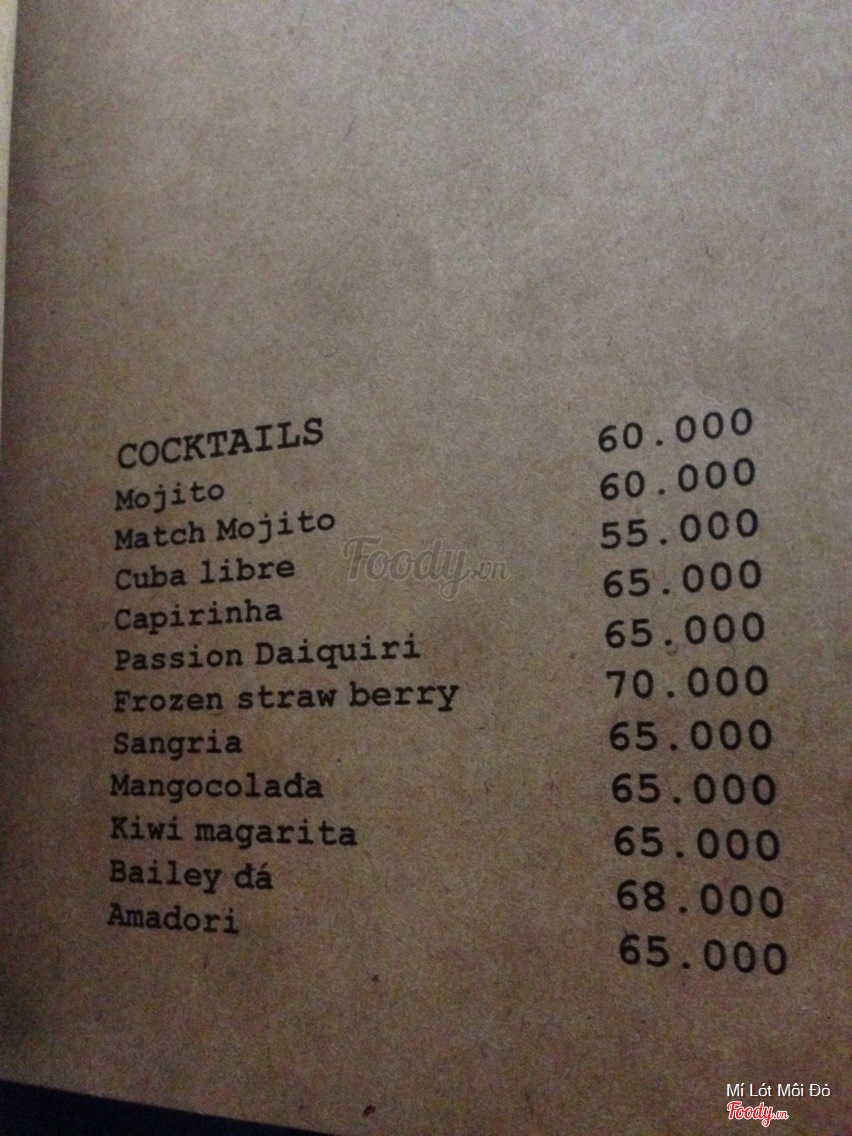 COCKTAILS
Mojito 60.000
Match Mojito 60.000
Cuba libre 55.000
Capirinha 65.000
Passion Daiquiri 65.000
Frozen straw berry 70.000
Sangria 65.000
Mangocolađa 65.000
Kiwi magarita 65.000
Bailey đá 68.000
Amadori 65.000
Foody.vn
Mí Lót Môi Đỏ
Foody.vn